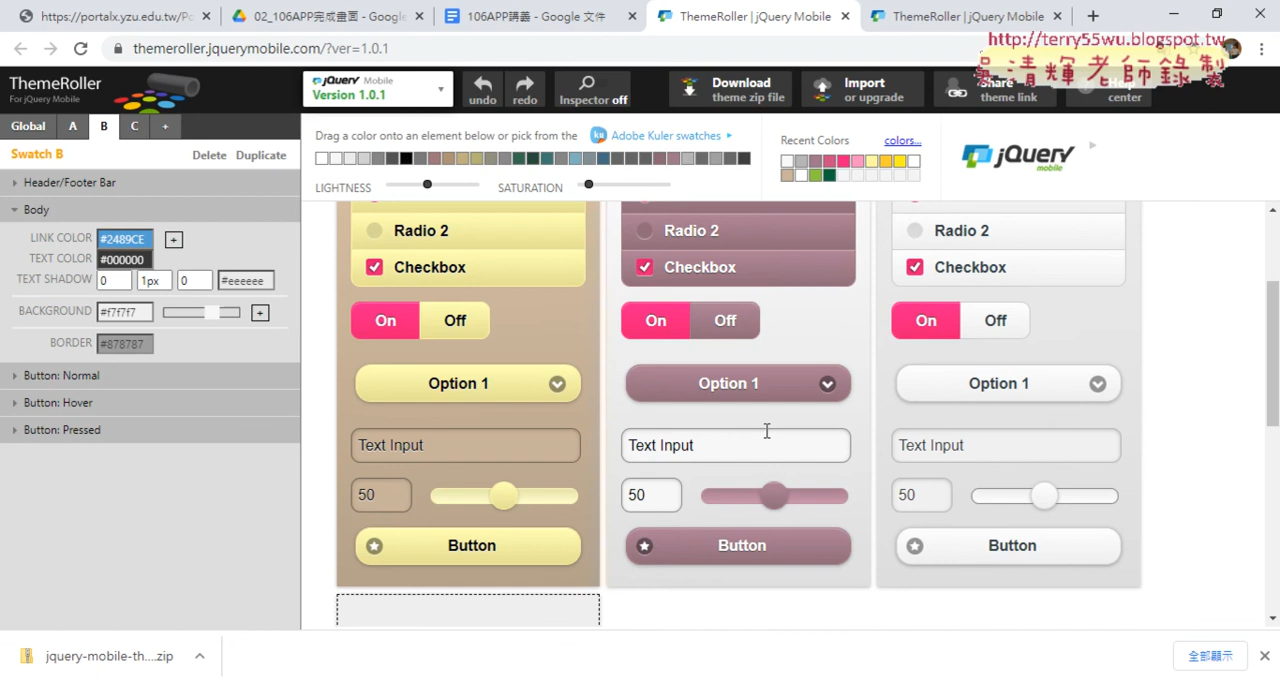 https://portalx.yzu.edu.tw/Po
02_106APP完成畫面 - Google
106APP講義 - Google 文件
ThemeRoller | jQuery Mobile
ThemeRoller | jQuery Mobile
themeroller.jquerymobile.com/?ver=1.0.1
http://terry55wu.blogspot.tw
吳清輝老師錄製
ThemeRoller
For jQuery Mobile
jQuery Mobile
Version 1.0.1
undo
redo
Inspector off
Download
theme zip file
Import
or upgrade
Share
theme link
Help
center
Global
A
B
C
+
Drag a color onto an element below or pick from the
ku
Adobe Kuler swatches
Recent Colors
colors...
jQuery
mobile
LIGHTNESS
SATURATION
Swatch B
Delete
Duplicate
Header/Footer Bar
Body
LINK COLOR
#2489CE
+
TEXT COLOR
#000000
TEXT SHADOW
0
1px
0
#eeeeee
BACKGROUND
#f7f7f7
+
BORDER
#878787
Button: Normal
Button: Hover
Button: Pressed
Radio 2
Checkbox
On
Off
Option 1
Text Input
50
Button
Radio 2
Checkbox
On
Off
Option 1
Text Input
50
Button
Radio 2
Checkbox
On
Off
Option 1
Text Input
50
Button
jquery-mobile-th....zip
全部顯示